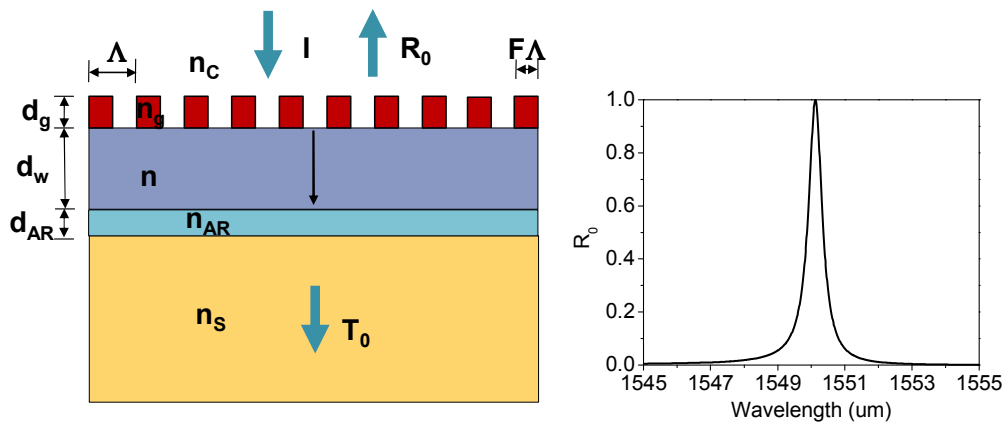 Λ
n_C
I
R_0
FΛ
d_g
n_g
d_w
n
d_AR
n_AR
n_S
T_0
1.0
0.8
0.6
0.4
0.2
0.0
R_0
1545 1547 1549 1551 1553 1555
Wavelength (um)